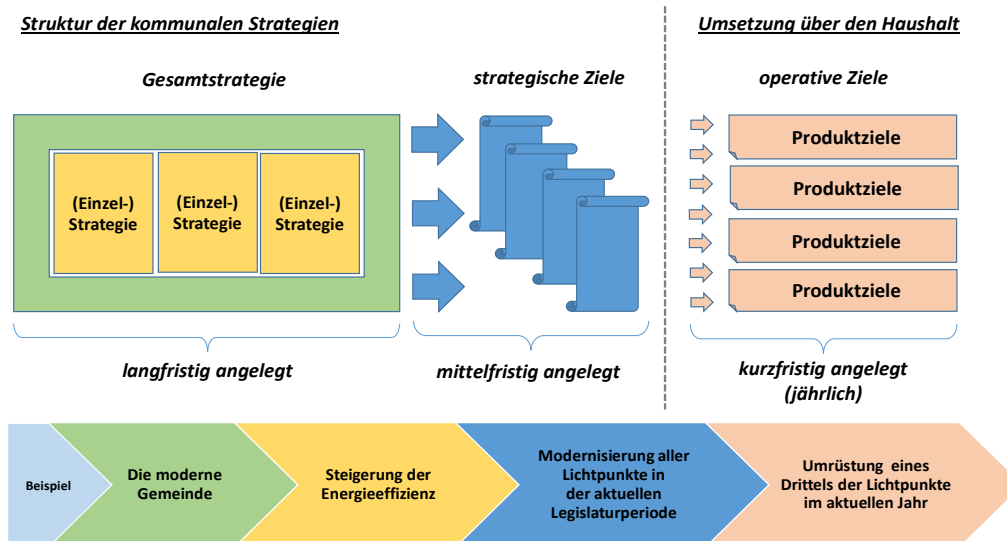 Struktur der kommunalen Strategien
Umsetzung über den Haushalt
Gesamtstrategie
strategische Ziele
operative Ziele
(Einzel-)
Strategie
(Einzel-)
Strategie
(Einzel-)
Strategie
Produktziele
Produktziele
Produktziele
Produktziele
langfristig angelegt
mittelfristig angelegt
kurzfristig angelegt
(jährlich)
Beispiel
Die moderne
Gemeinde
Steigerung der
Energieeffizienz
Modernisierung aller
Lichtpunkte in
der aktuellen
Legislaturperiode
Umrüstung eines
Drittels der Lichtpunkte
im aktuellen Jahr